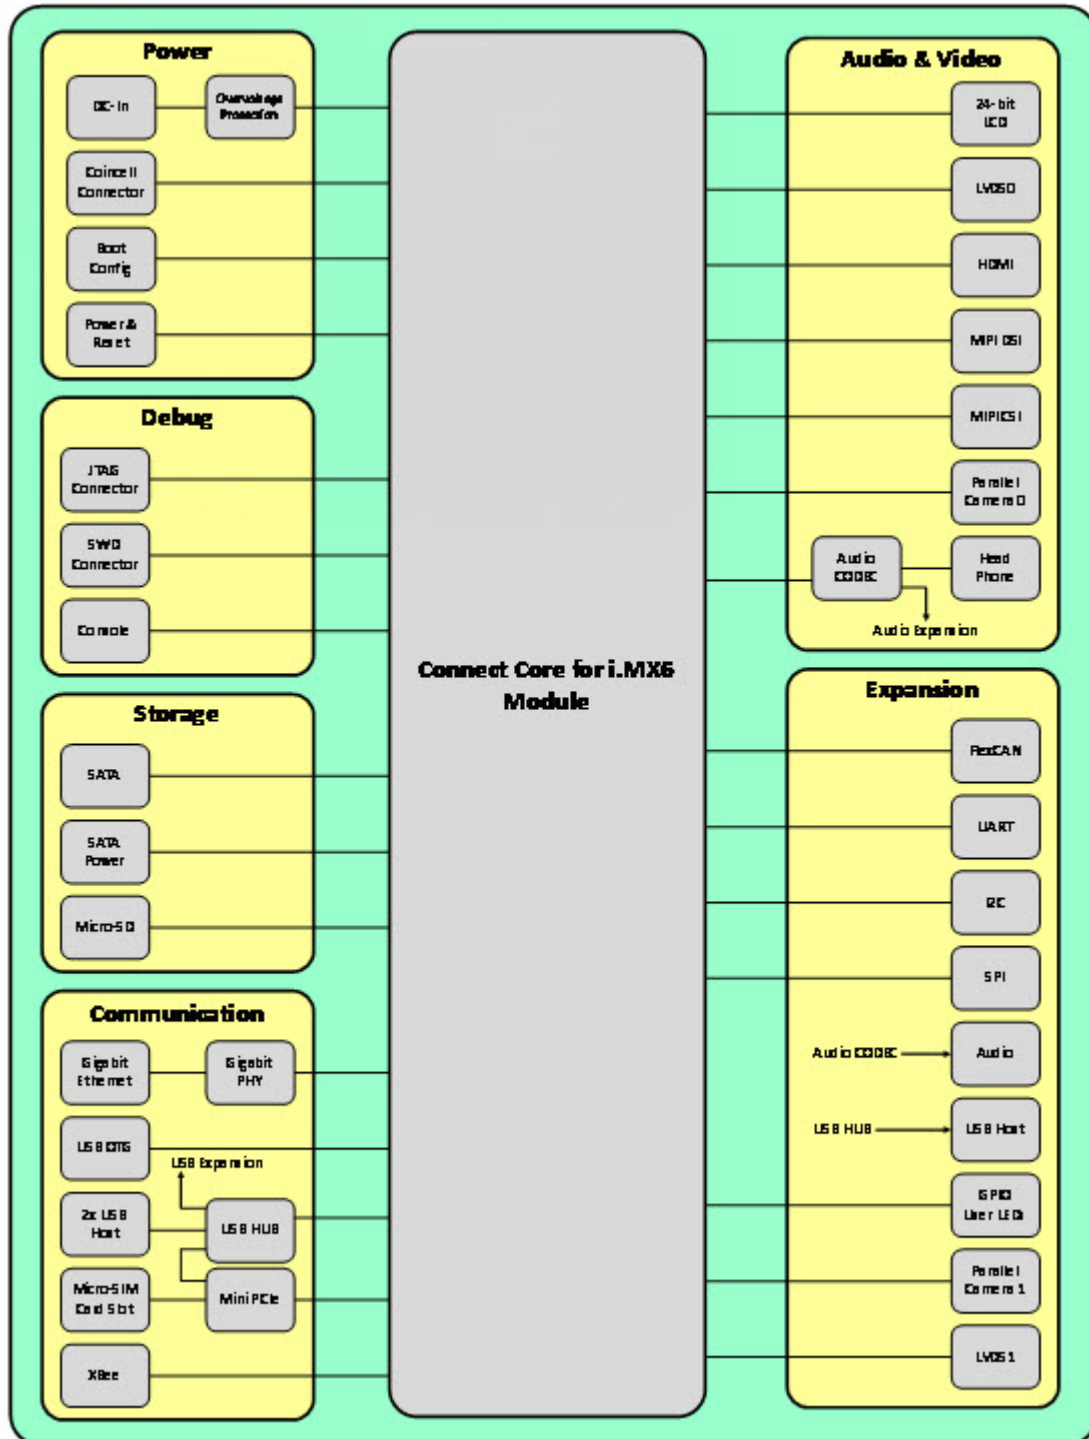 Power
DC-In
Overvoltage
Protection
Coincell
Connector
Boot
Config
Power &
Reset
Debug
JTAG
Connector
SWD
Connector
Console
Storage
SATA
SATA
Power
Micro-SD
Communication
Gigabit
Ethernet
Gigabit
PHY
USB OTG
USB Expansion
2x USB
Host
USB HUB
Micro-SIM
Card Slot
Mini PCIe
XBee
Connect Core for i.MX6
Module
Audio & Video
24-bit
LCD
LVDS0
HDMI
MIPI DSI
MIPI CSI
Parallel
Camera 0
Audio
CODEC
Head
Phone
Audio Expansion
Expansion
FlexCAN
UART
I2C
SPI
Audio CODEC
Audio
USB HUB
USB Host
GPIO
User LEDs
Parallel
Camera 1
LVDS1